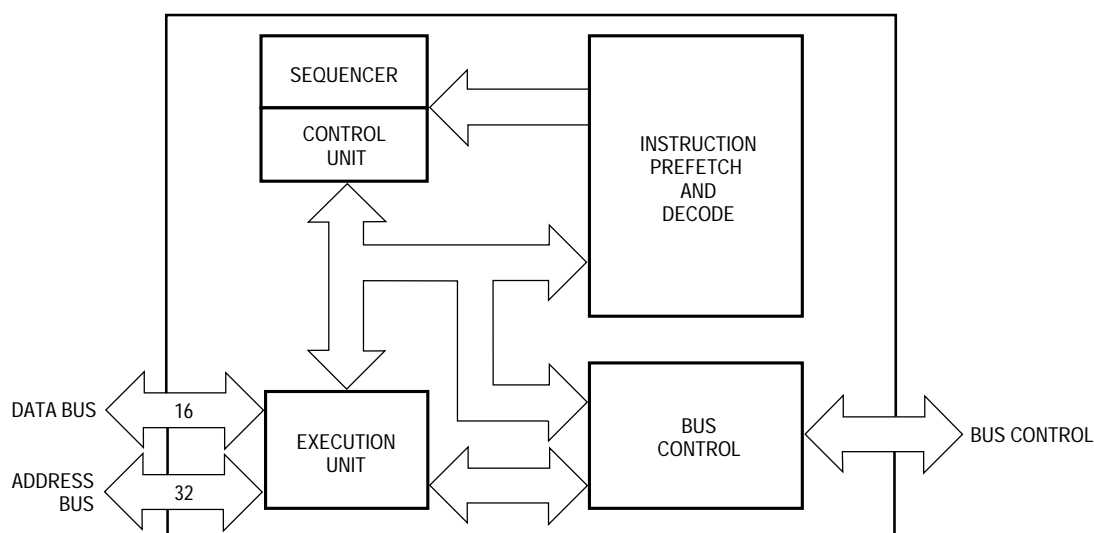 SEQUENCER
CONTROL
UNIT
INSTRUCTION
PREFETCH
AND
DECODE
DATA BUS
16
EXECUTION
UNIT
BUS
CONTROL
BUS CONTROL
ADDRESS
BUS
32